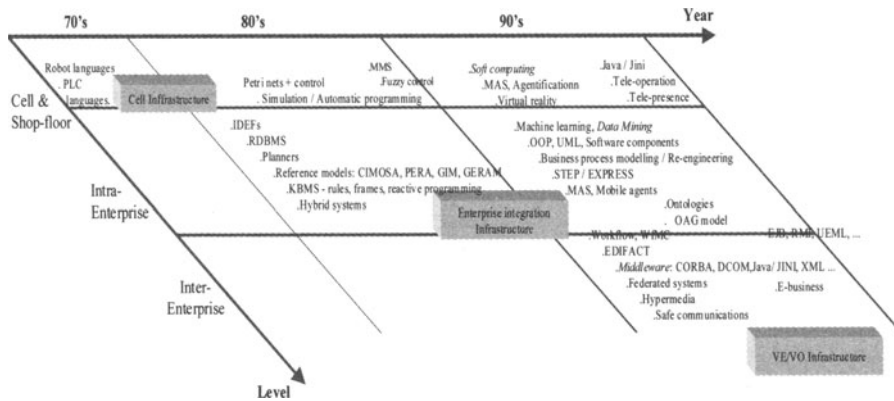 70's 80's 90's Year
Robot languages
. PLC
languages.
Cell Inffrastructure
Petri nets + control
. Simulation / Automatic programming
.MMS
.Fuzzy control
.Soft computing
.MAS, Agentificationn
.Virtual reality
.Java / Jini
.Tele-operation
.Tele-presence
Cell &
Shop-floor
.IDEFs
.RDBMS
.Planners
.Reference models: CIMOSA, PERA, GIM, GERAM
. KBMS - rules, frames, reactive programming
.Hybrid systems
.Machine learning, Data Mining
.OOP, UML, Software components
.Business process modelling / Re-engineering
.STEP / EXPRESS
.MAS, Mobile agents
.Ontologies
. OAG model
Intra-
Enterprise
Enterprise integration
Infrastructure
.Workflow, WfMC
EJB, RMI, UEML, ...
.EDIFACT
.Middleware: CORBA, DCOM,Java/ JINI, XML ...
.Federated systems
.E-business
.Hypermedia
.Safe communications
Inter-
Enterprise
VE/VO Infrastructure
Level